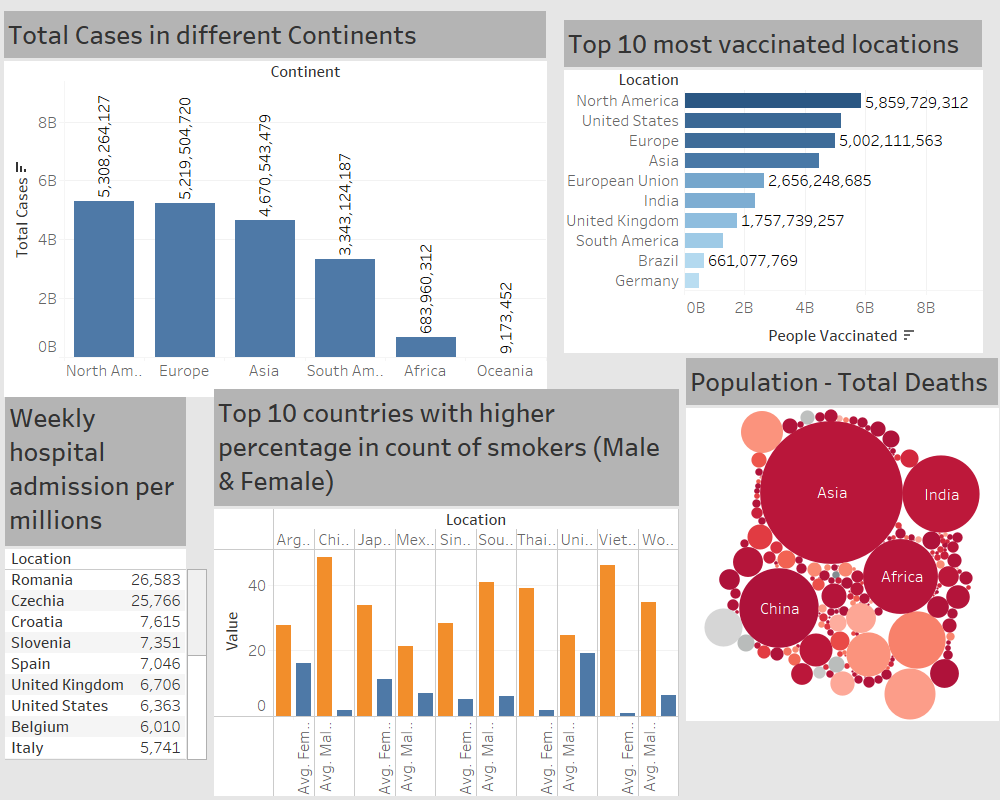 Total Cases in different Continents
Continent
Total Cases
8B
6B
4B
2B
0B
5,308,264,127
5,219,504,720
4,670,543,479
3,343,124,187
683,960,312
9,173,452
North Am.. Europe Asia South Am.. Africa Oceania
Top 10 most vaccinated locations
Location
North America 5,859,729,312
United States
Europe 5,002,111,563
Asia
European Union 2,656,248,685
India
United Kingdom 1,757,739,257
South America
Brazil 661,077,769
Germany
0B 2B 4B 6B 8B
People Vaccinated
Weekly
hospital
admission per
millions
Location
Romania 26,583
Czechia 25,766
Croatia 7,615
Slovenia 7,351
Spain 7,046
United Kingdom 6,706
United States 6,363
Belgium 6,010
Italy 5,741
Top 10 countries with higher
percentage in count of smokers (Male
& Female)
Location
Arg.. Chi.. Jap.. Mex.. Sin.. Sou.. Thai.. Uni.. Viet.. Wo..
Value
40
20
0
Avg. Fem..
Avg. Mal..
Avg. Fem..
Avg. Mal..
Avg. Fem..
Avg. Mal..
Avg. Fem..
Avg. Mal..
Avg. Fem..
Avg. Mal..
Population - Total Deaths
Asia
India
Africa
China